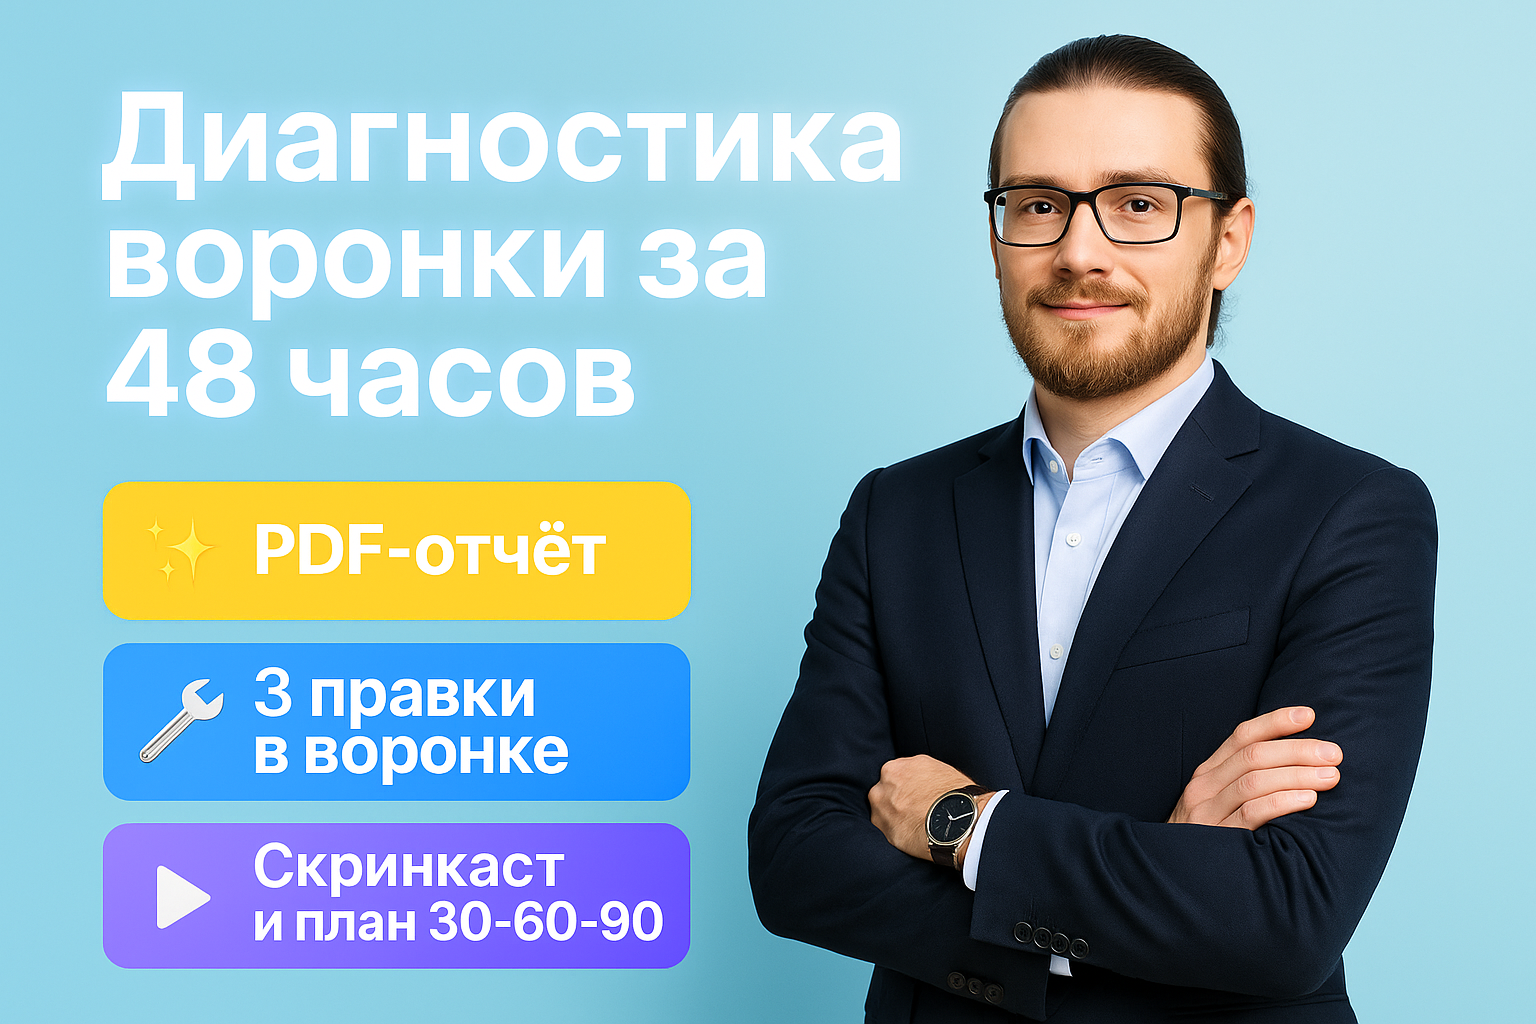 Диагностика
воронки за
48 часов
PDF-отчёт
3 правки
в воронке
Скринкаст
и план 30-60-90